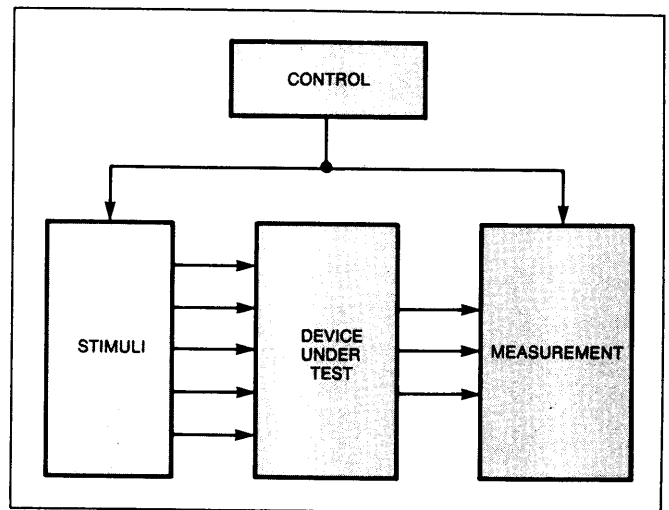 CONTROL
STIMULI
DEVICE
UNDER
TEST
MEASUREMENT